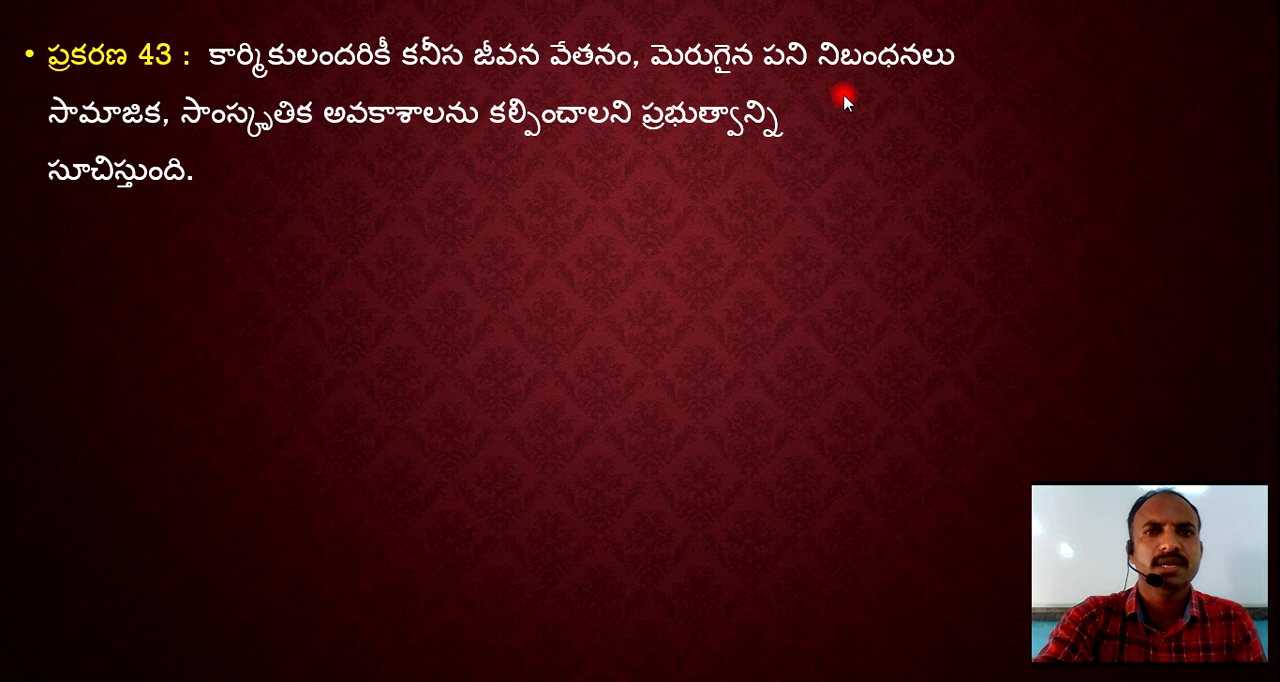 • ప్రకరణ 43 : కార్మికులందరికీ కనీస జీవన వేతనం, మెరుగైన పని నిబంధనలు
సామాజిక, సాంస్కృతిక అవకాశాలను కల్పించాలని ప్రభుత్వాన్ని
సూచిస్తుంది.